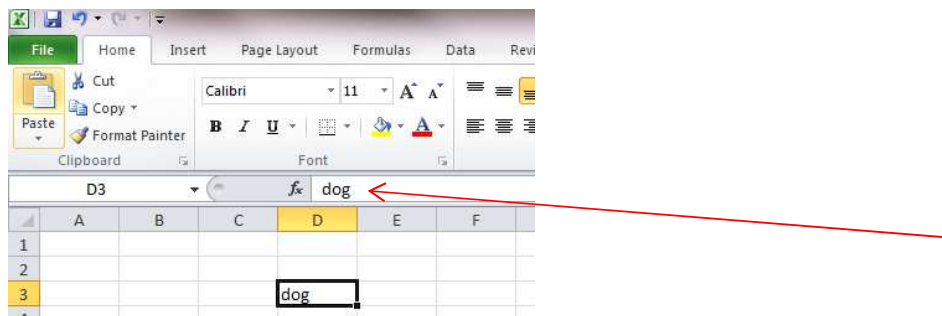 File Home Insert Page Layout Formulas Data Revi
Cut
Copy
Format Painter
Paste
Calibri 11 A A
B I U A
Clipboard Font
D3 fx dog
A B C D E F
1
2
3 dog